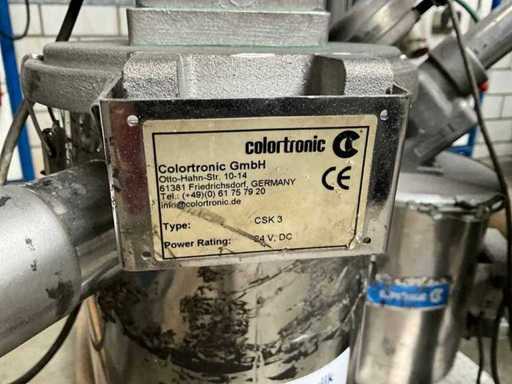 colortronic
Colortronic GmbH
Otto-Hahn-Str. 10-14
61381 Friedrichsdorf, GERMANY
Tel.: (+49)(0) 61 75 79 20
info@colortronic.de
CE
Type: CSK 3
Power Rating: 24 V, DC